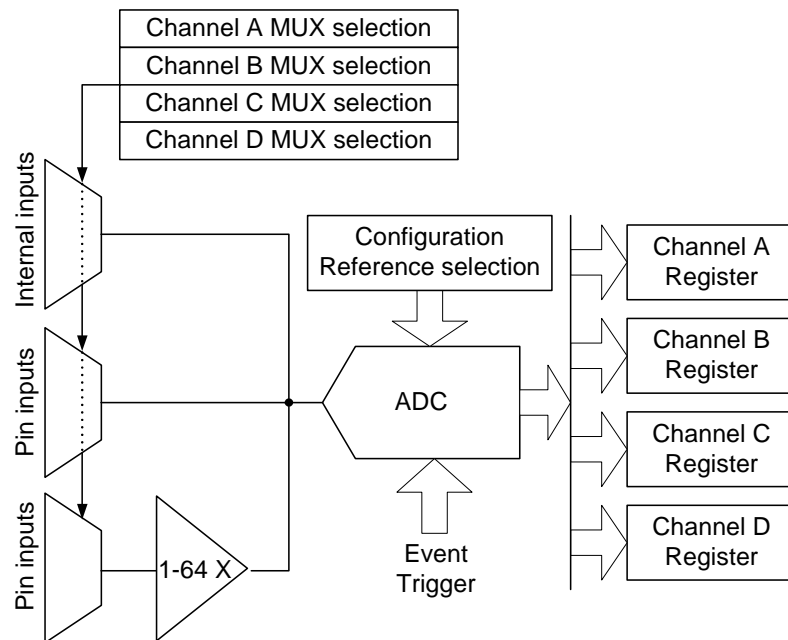 Channel A MUX selection
Channel B MUX selection
Channel C MUX selection
Channel D MUX selection
Internal inputs
Pin inputs
Pin inputs
1-64 X
Configuration
Reference selection
ADC
Event
Trigger
Channel A
Register
Channel B
Register
Channel C
Register
Channel D
Register